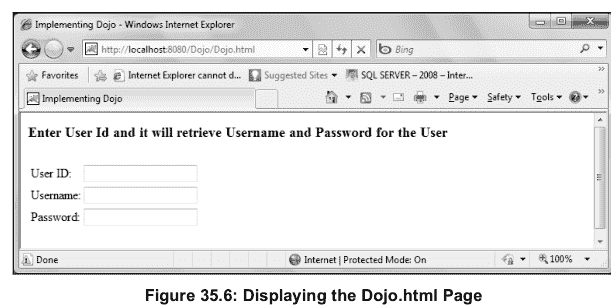 Implementing Dojo - Windows Internet Explorer
http://localhost:8080/Dojo/Dojo.html
Bing
Favorites
Internet Explorer cannot d...
Suggested Sites
SQL SERVER – 2008 – Inter...
Implementing Dojo
Page
Safety
Tools
Enter User Id and it will retrieve Username and Password for the User
User ID:
Username:
Password:
Done
Internet | Protected Mode: On
100%
Figure 35.6: Displaying the Dojo.html Page